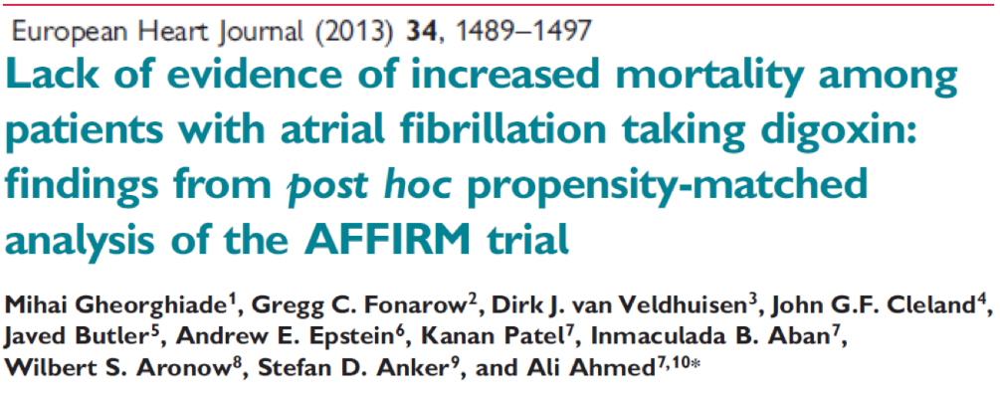 European Heart Journal (2013) 34, 1489–1497
Lack of evidence of increased mortality among
patients with atrial fibrillation taking digoxin:
findings from post hoc propensity-matched
analysis of the AFFIRM trial
Mihai Gheorghiade1, Gregg C. Fonarow2, Dirk J. van Veldhuisen3, John G.F. Cleland4,
Javed Butler5, Andrew E. Epstein6, Kanan Patel7, Inmaculada B. Aban7,
Wilbert S. Aronow8, Stefan D. Anker9, and Ali Ahmed7,10*